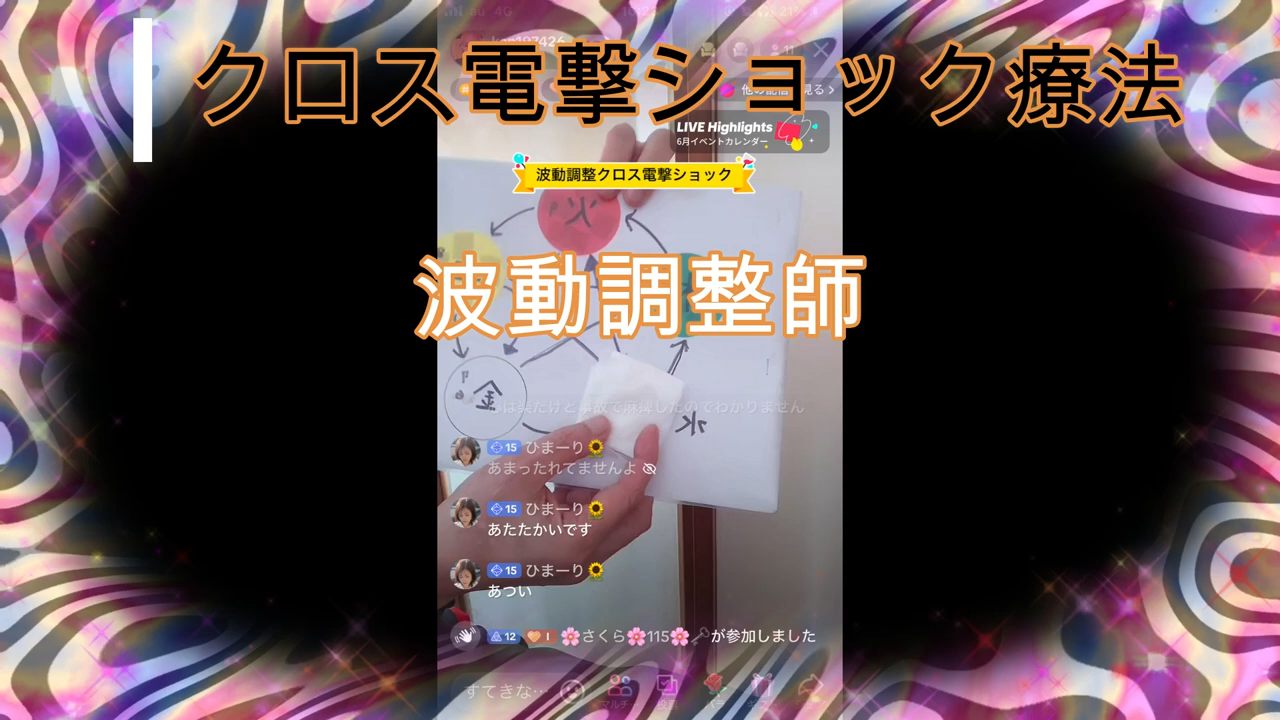 クロス電撃ショック療法
4G
11
LIVE Highlights
6月イベントカレンダー
波動調整クロス電撃ショック
火
波動調整師
金
水
15 ひまーり🌻
あまったれてませんよ
15 ひまーり🌻
あたたかいです
15 ひまーり🌻
あつい
12 1 🌸さくら🌸115🌸🗝が参加しました
すてきな…